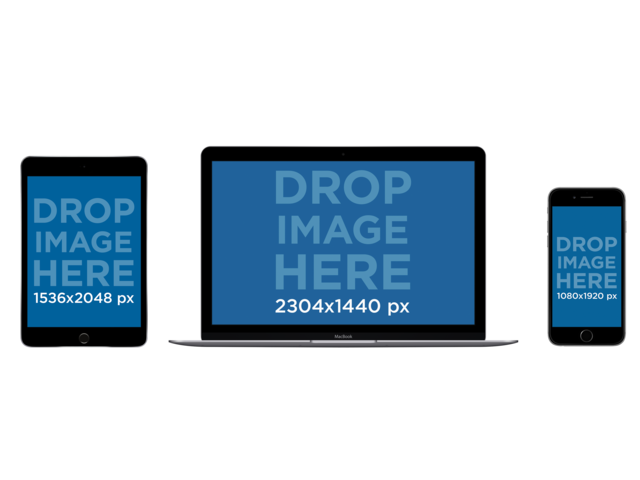 DROP
IMAGE
HERE
1536x2048 px
DROP
IMAGE
HERE
2304x1440 px
MacBook
DROP
IMAGE
HERE
1080x1920 px